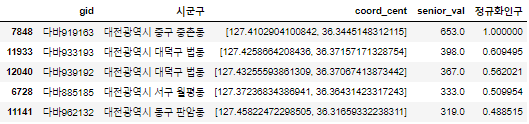 gid 시군구 coord_cent senior_val 정규화인구
7848 다바919163 대전광역시 중구 중촌동 [127.4102904100842, 36.3445148312115] 653.0 1.000000
11933 다바933193 대전광역시 대덕구 법동 [127.4258664208436, 36.37157171328754] 398.0 0.609495
12040 다바939192 대전광역시 대덕구 법동 [127.43255593861309, 36.37067413873442] 367.0 0.562021
6728 다바885185 대전광역시 서구 월평동 [127.37236834386941, 36.36431423317243] 333.0 0.509954
11141 다바962132 대전광역시 동구 판암동 [127.45822472298505, 36.31659332238311] 319.0 0.488515